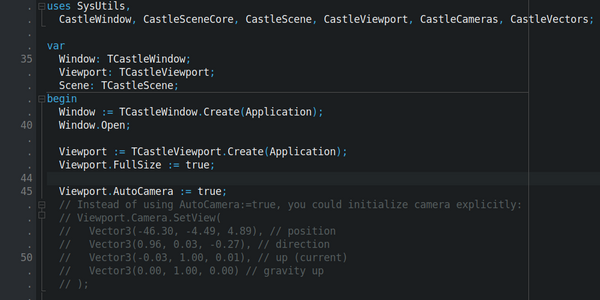 uses SysUtils,
CastleWindow, CastleSceneCore, CastleScene, CastleViewport, CastleCameras, CastleVectors;
var
35 Window: TCastleWindow;
Viewport: TCastleViewport;
Scene: TCastleScene;
begin
Window := TCastleWindow.Create(Application);
40 Window.Open;
Viewport := TCastleViewport.Create(Application);
Viewport.FullSize := true;
44
45 Viewport.AutoCamera := true;
// Instead of using AutoCamera:=true, you could initialize camera explicitly:
// Viewport.Camera.SetView(
//   Vector3(-46.30, -4.49, 4.89), // position
//   Vector3(0.96, 0.03, -0.27), // direction
50 //   Vector3(-0.03, 1.00, 0.01), // up (current)
//   Vector3(0.00, 1.00, 0.00) // gravity up
// );